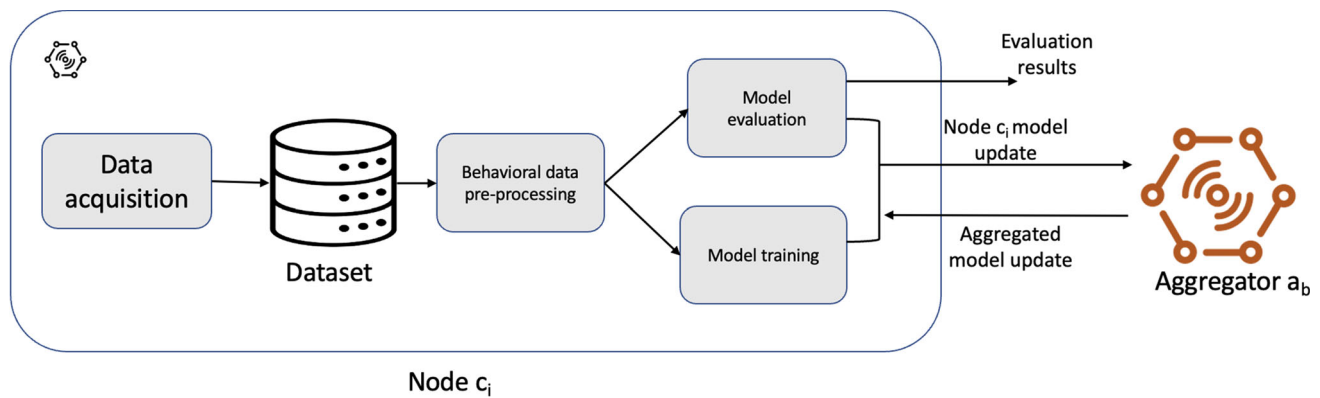 Data
acquisition
Dataset
Behavioral data
pre-processing
Model
evaluation
Model training
Evaluation
results
Node cᵢ model
update
Aggregated
model update
Aggregator a_b
Node cᵢ